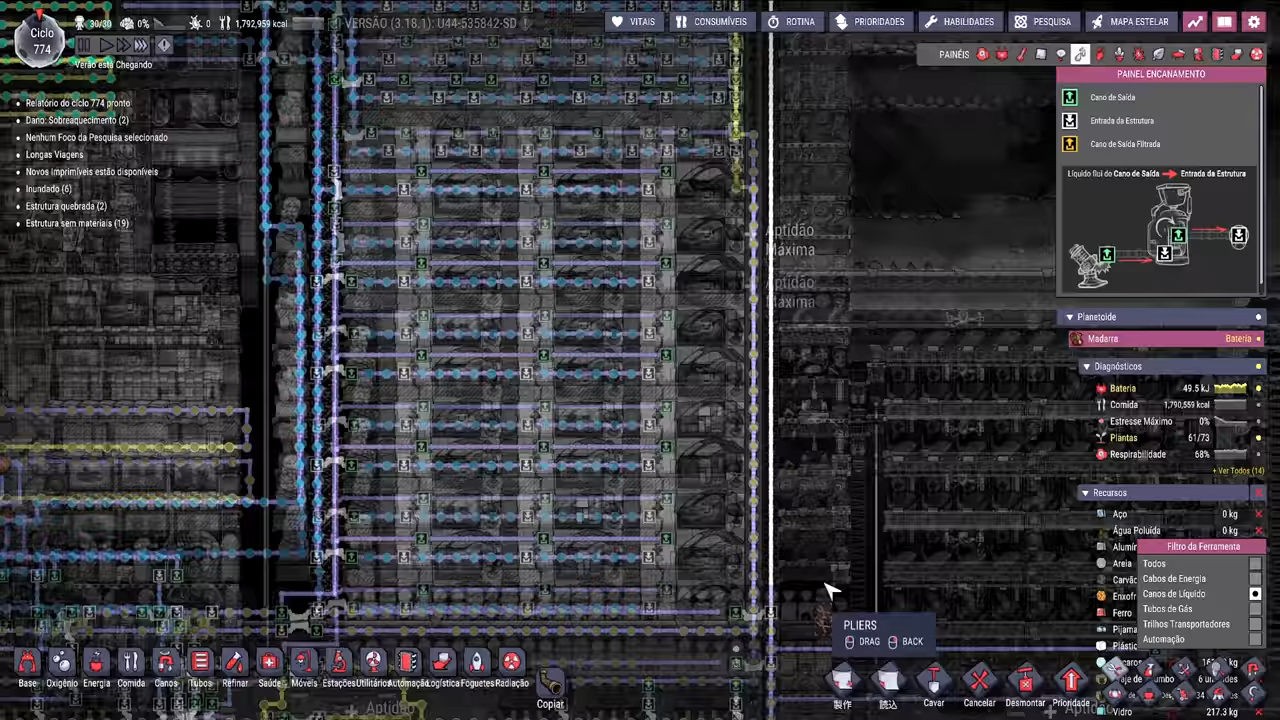 Ciclo
774
30/30
0%
0
1,792,959 kcal
VERSÃO (3.18.1): U44-535842-SD
VITAIS
CONSUMÍVEIS
ROTINA
PRIORIDADES
HABILIDADES
PESQUISA
MAPA ESTELAR
Verão está Chegando
PAINÉIS
PAINEL ENCANAMENTO
Cano de Saída
Entrada da Estrutura
Cano de Saída Filtrada
Líquido flui do Cano de Saída → Entrada da Estrutura
Relatório do ciclo 774 pronto
Dano: Sobreaquecimento (2)
Nenhum Foco da Pesquisa selecionado
Longas Viagens
Novos Imprimíveis estão disponíveis
Inundado (6)
Estrutura quebrada (2)
Estrutura sem materiais (19)
Aptidão
Máxima
Aptidão
Máxima
Planetoide
Madarra
Bateria
Diagnósticos
Bateria 49.5 kJ
Comida 1,790,559 kcal
Estresse Máximo 0%
Plantas 61/73
Respirabilidade 68%
+ Ver Todos (14)
Recursos
Aço 0 kg
Água Poluída 0 kg
Areia
Ferro
Vidro 217.3 kg
Filtro da Ferramenta
Todos
Cabos de Energia
Canos de Líquido
Tubos de Gás
Trilhos Transportadores
Automação
PLIERS
DRAG
BACK
Base
Oxigênio
Energia
Comida
Canos
Tubos
Refinar
Saúde
Móveis
Estações
Utilitários
Automação
Logística
Foguetes
Radiação
Copiar
製作
読込
Cavar
Cancelar
Desmontar
Prioridade
Aptidão